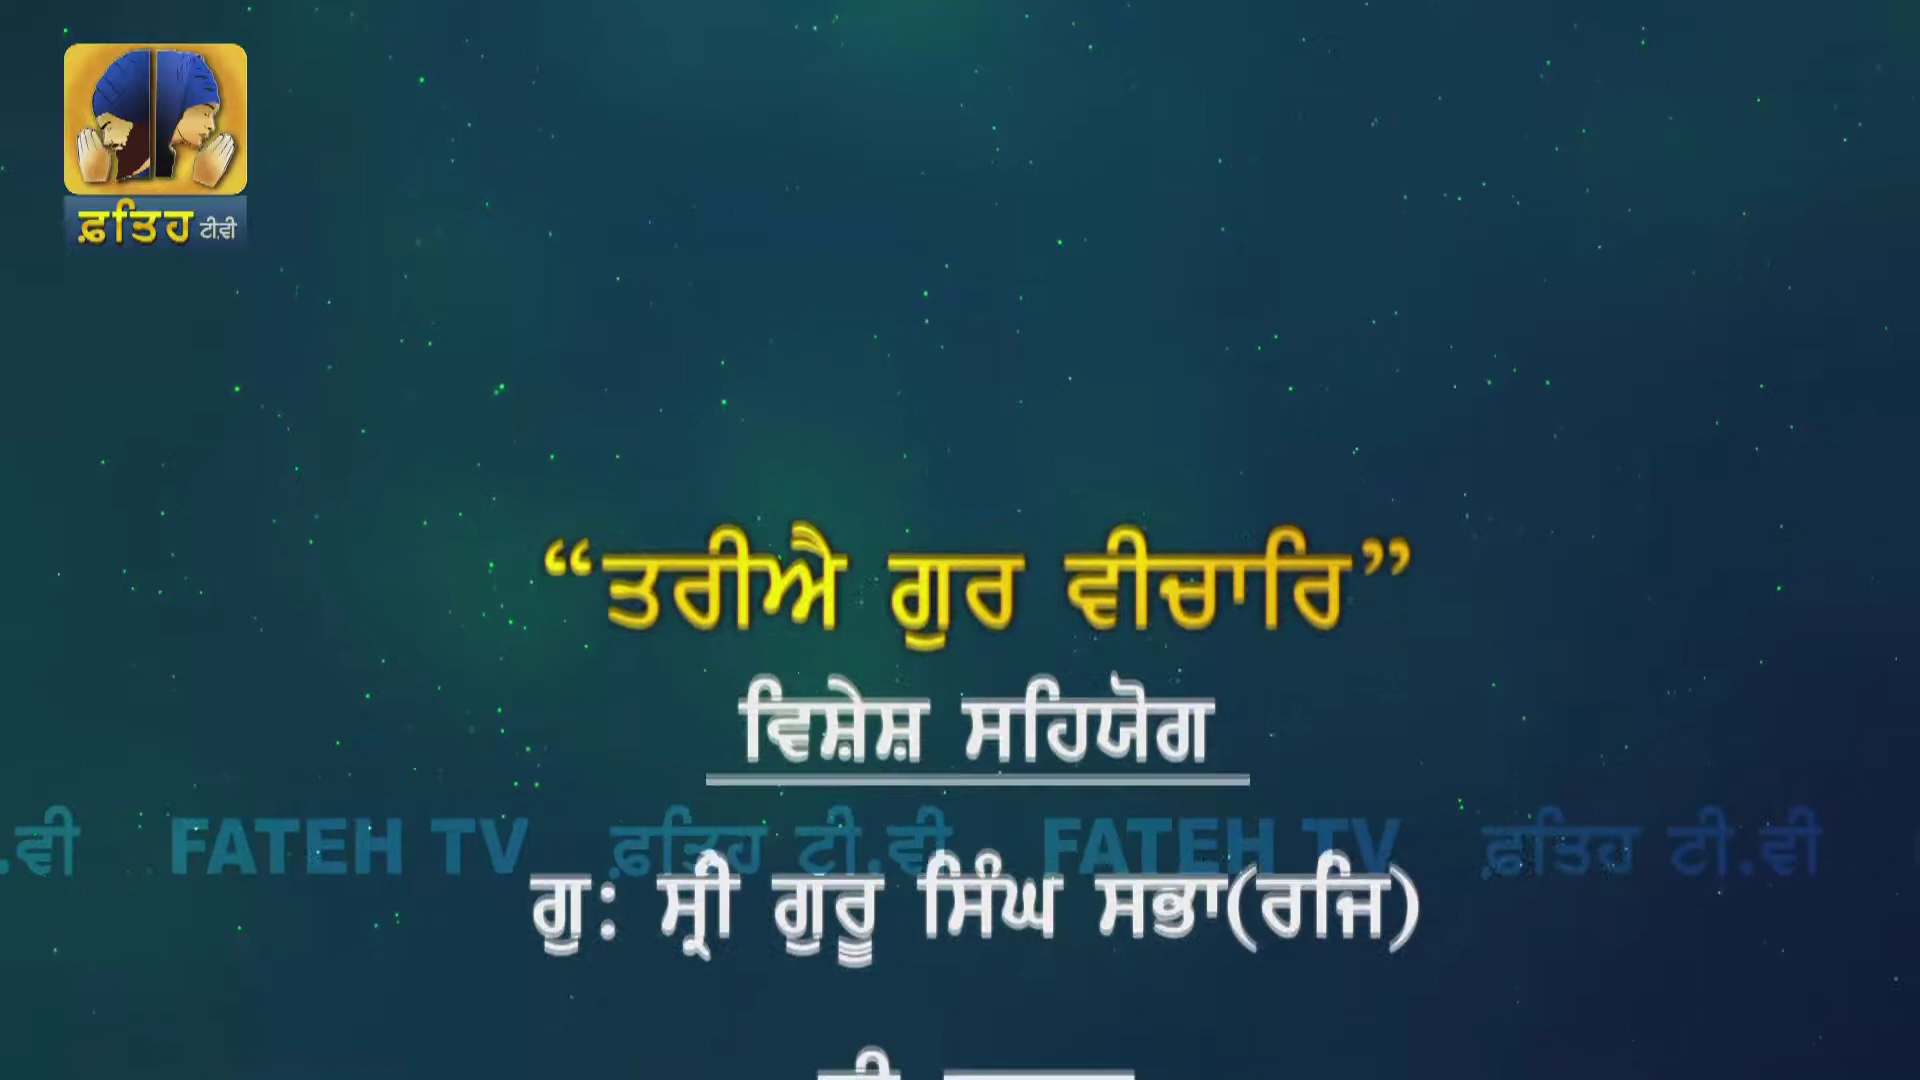 ਫ਼ਤਿਹ ਟੀ.ਵੀ
“ਤਰੀਐ ਗੁਰ ਵੀਚਾਰਿ”
ਵਿਸ਼ੇਸ਼ ਸਹਿਯੋਗ
.ਵੀ FATEH TV ਫ਼ਤਿਹ ਟੀ.ਵੀ FATEH TV ਫ਼ਤਿਹ ਟੀ.ਵੀ
ਗੁ: ਸ੍ਰੀ ਗੁਰੂ ਸਿੰਘ ਸਭਾ(ਰਜਿ)